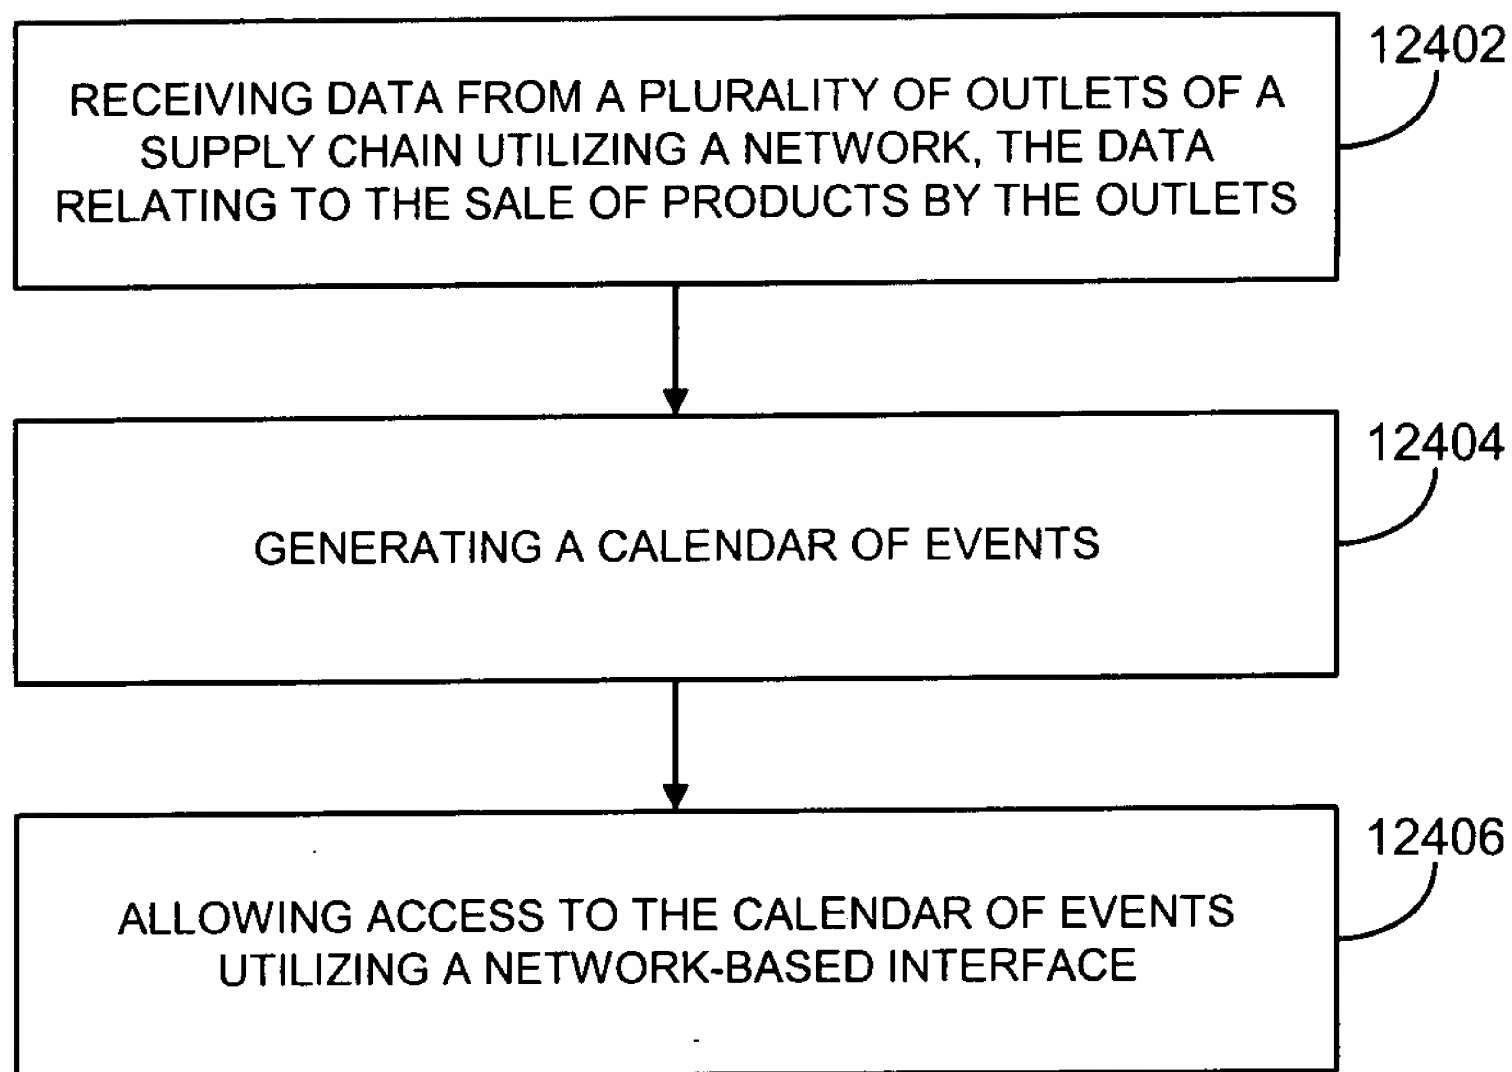 12402
RECEIVING DATA FROM A PLURALITY OF OUTLETS OF A
SUPPLY CHAIN UTILIZING A NETWORK, THE DATA
RELATING TO THE SALE OF PRODUCTS BY THE OUTLETS
12404
GENERATING A CALENDAR OF EVENTS
12406
ALLOWING ACCESS TO THE CALENDAR OF EVENTS
UTILIZING A NETWORK-BASED INTERFACE